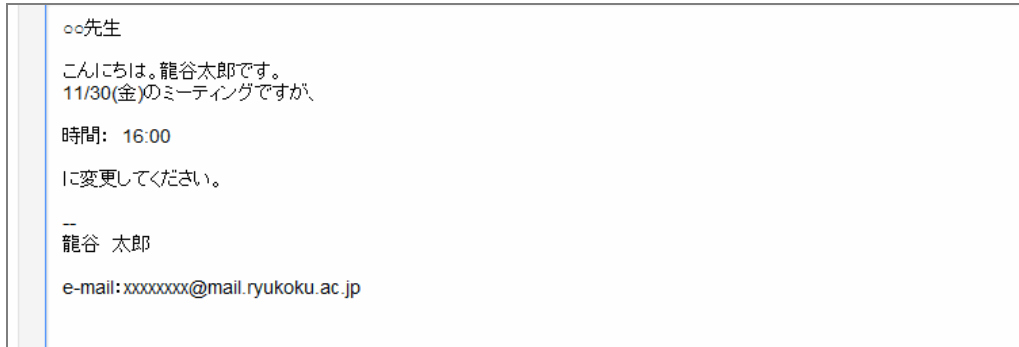 ○○先生
こんにちは。龍谷太郎です。
11/30(金)のミーティングですが、
時間： 16:00
に変更してください。
--
龍谷 太郎
e-mail：xxxxxxxx@mail.ryukoku.ac.jp